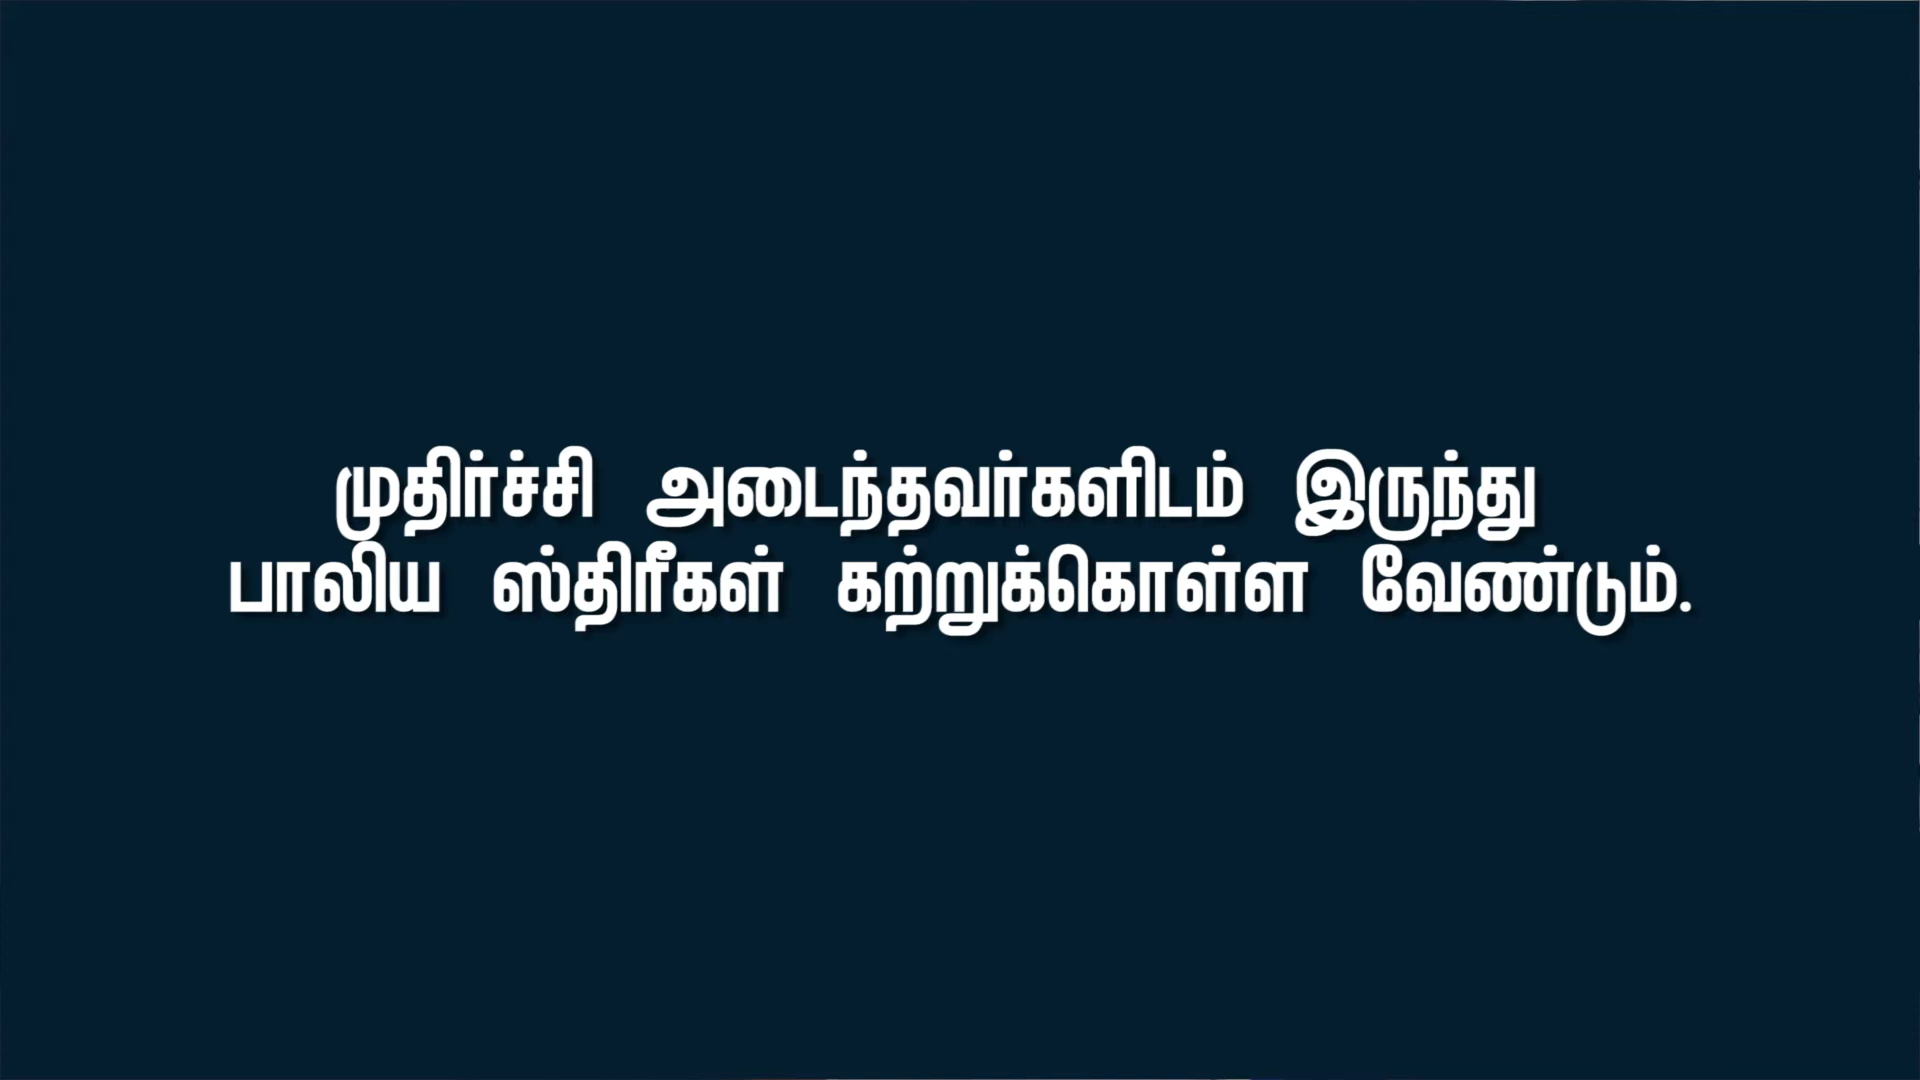 முதிர்ச்சி அடைந்தவர்களிடம் இருந்து
பாலிய ஸ்திரீகள் கற்றுக்கொள்ள வேண்டும்.